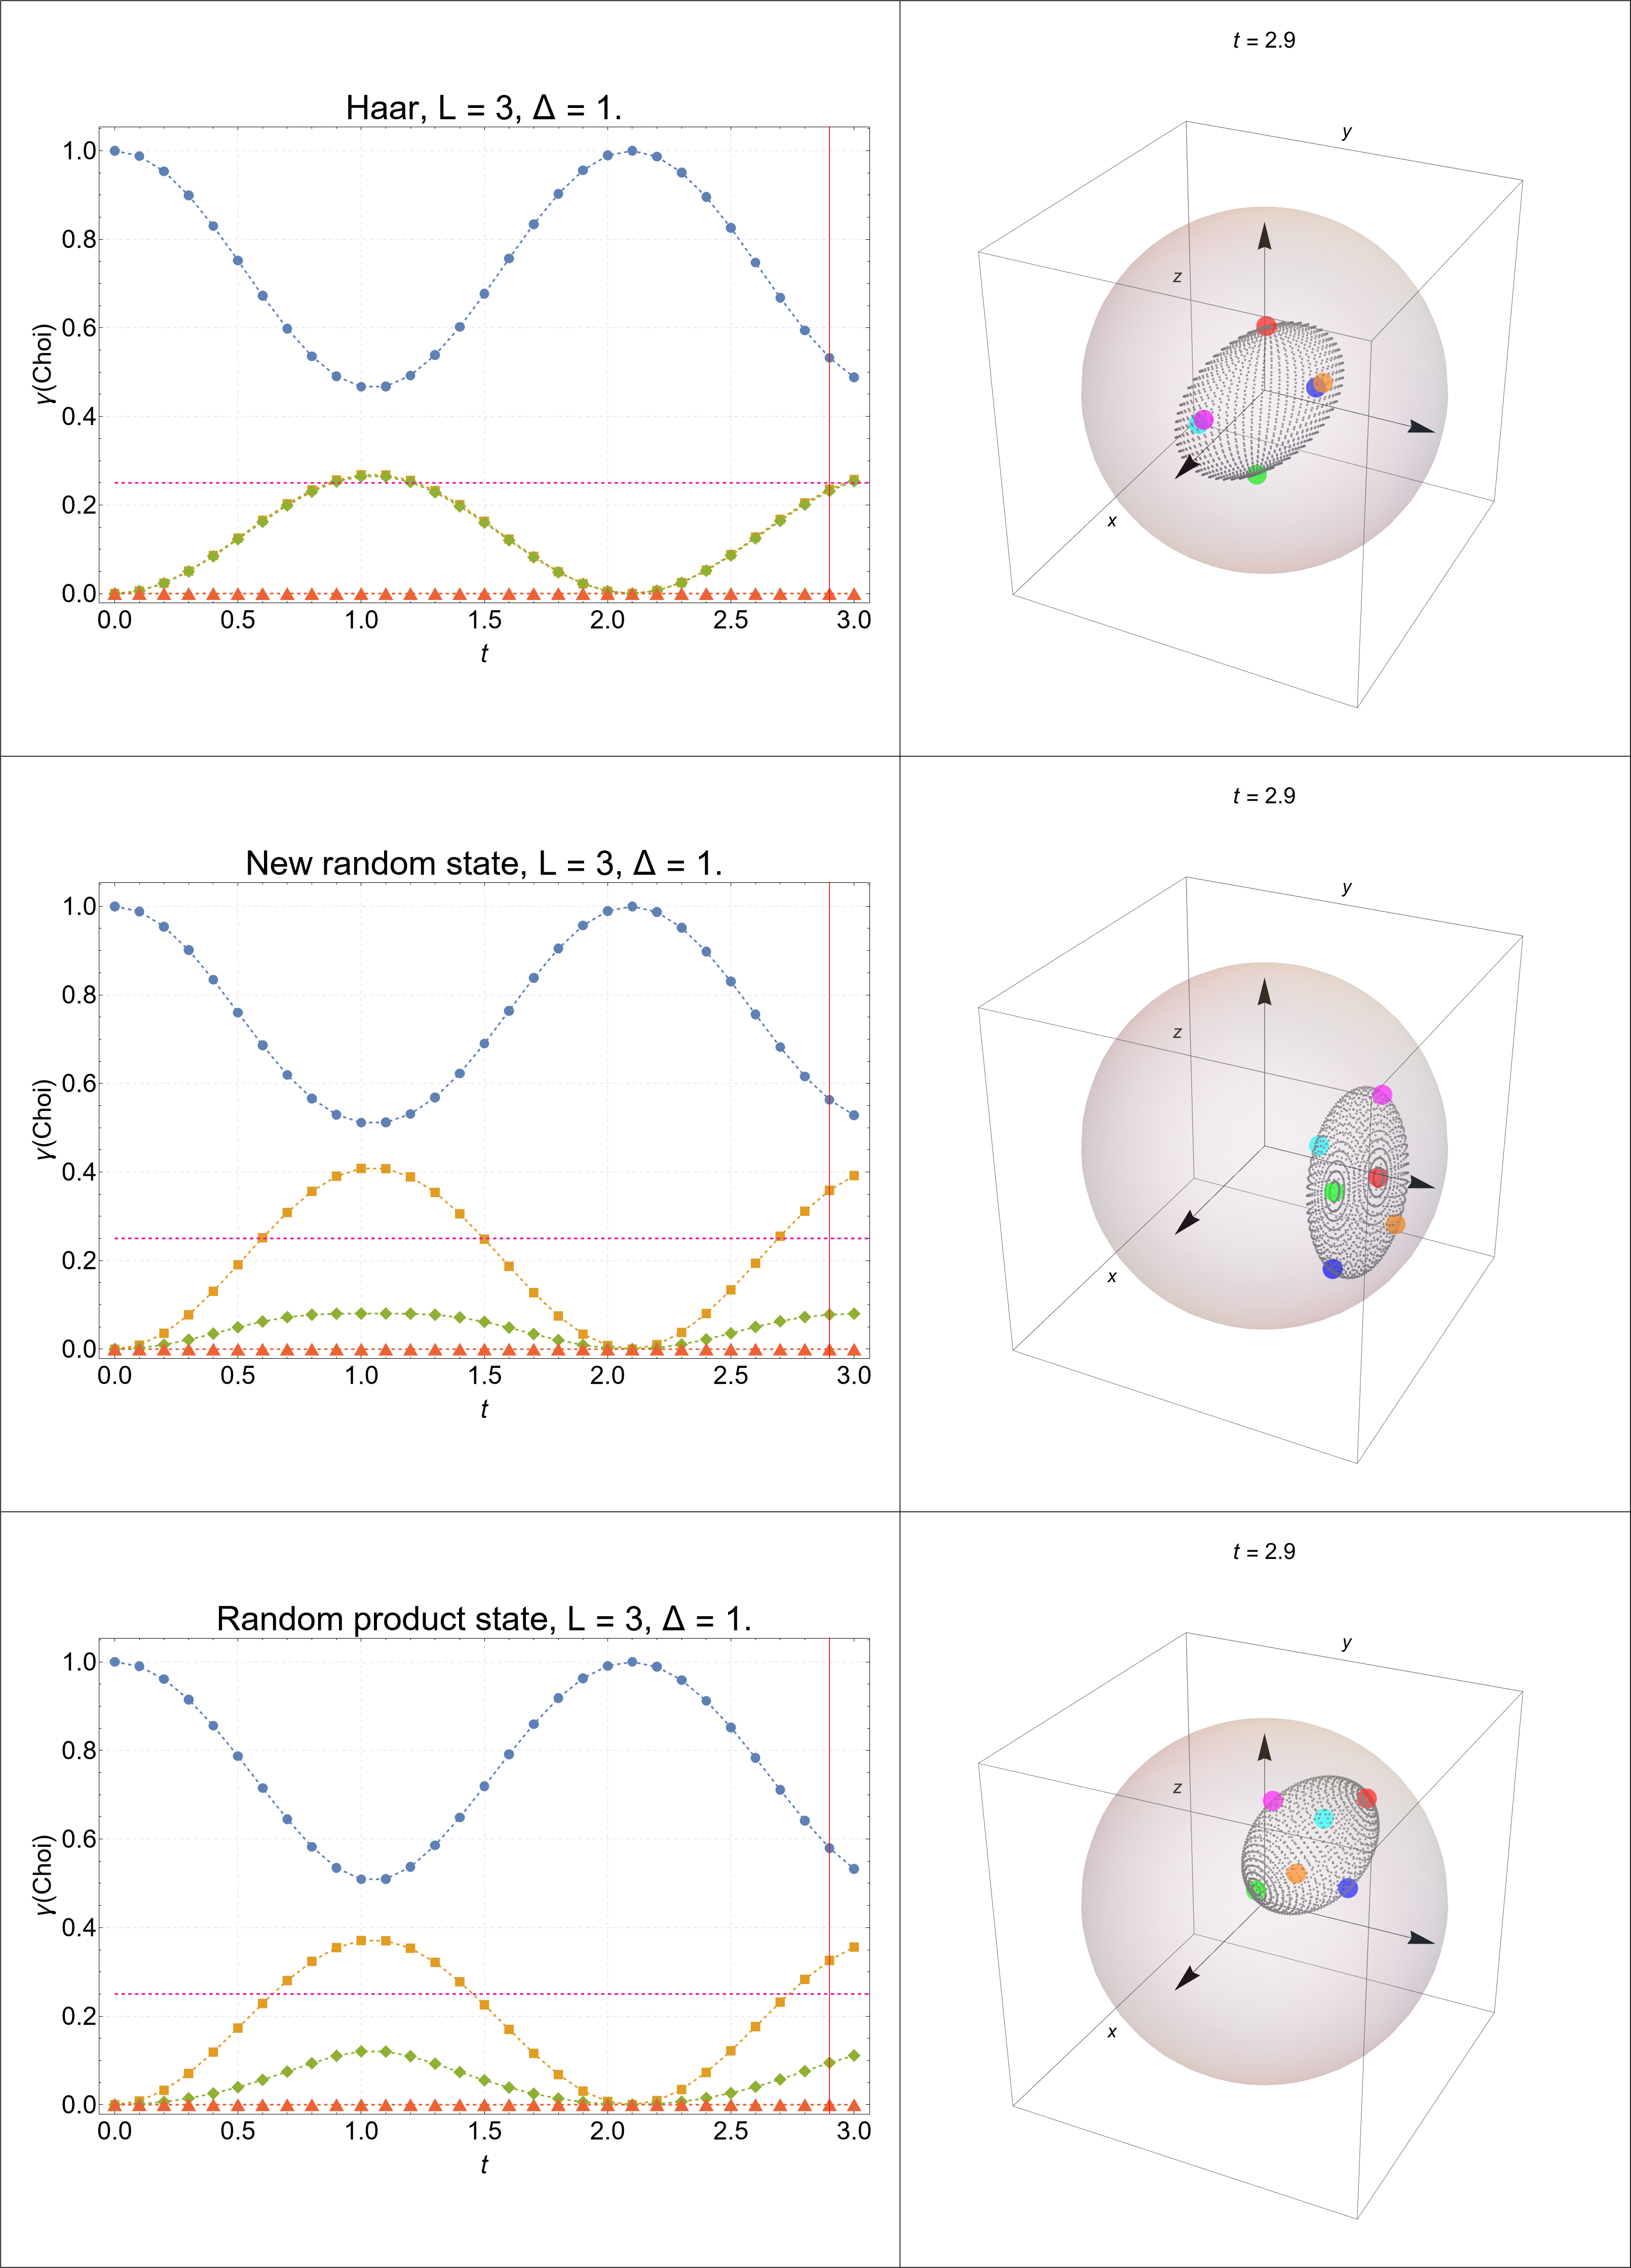 t = 2.9
Haar, L = 3, Δ = 1.
1.0
0.8
0.6
0.4
0.2
0.0
γ(Choi)
0.0 0.5 1.0 1.5 2.0 2.5 3.0
t
y
z
x
t = 2.9
New random state, L = 3, Δ = 1.
1.0
0.8
0.6
0.4
0.2
0.0
γ(Choi)
0.0 0.5 1.0 1.5 2.0 2.5 3.0
t
y
z
x
t = 2.9
Random product state, L = 3, Δ = 1.
1.0
0.8
0.6
0.4
0.2
0.0
γ(Choi)
0.0 0.5 1.0 1.5 2.0 2.5 3.0
t
y
z
x